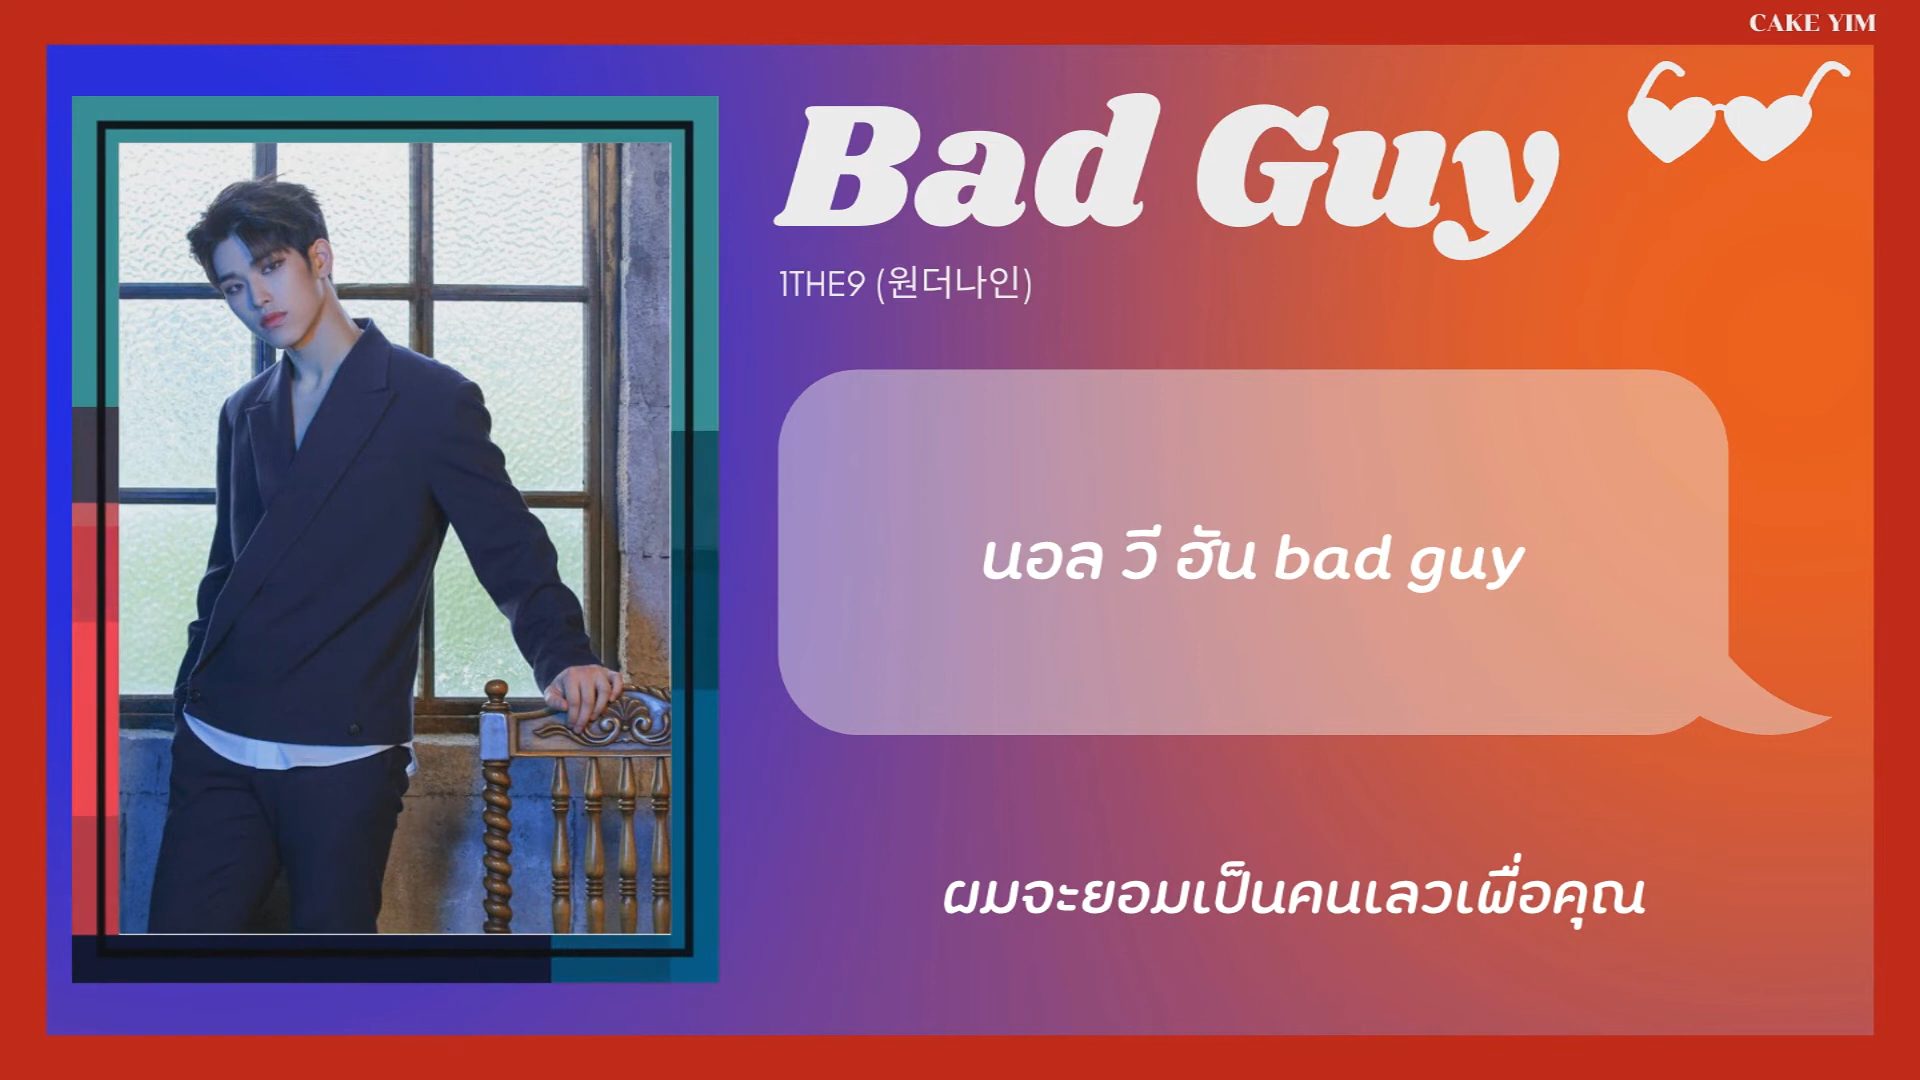 CAKE YIM
Bad Guy
1THE9 (원더나인)
นอล วี ฮัน bad guy
ผมจะยอมเป็นคนเลวเพื่อคุณ